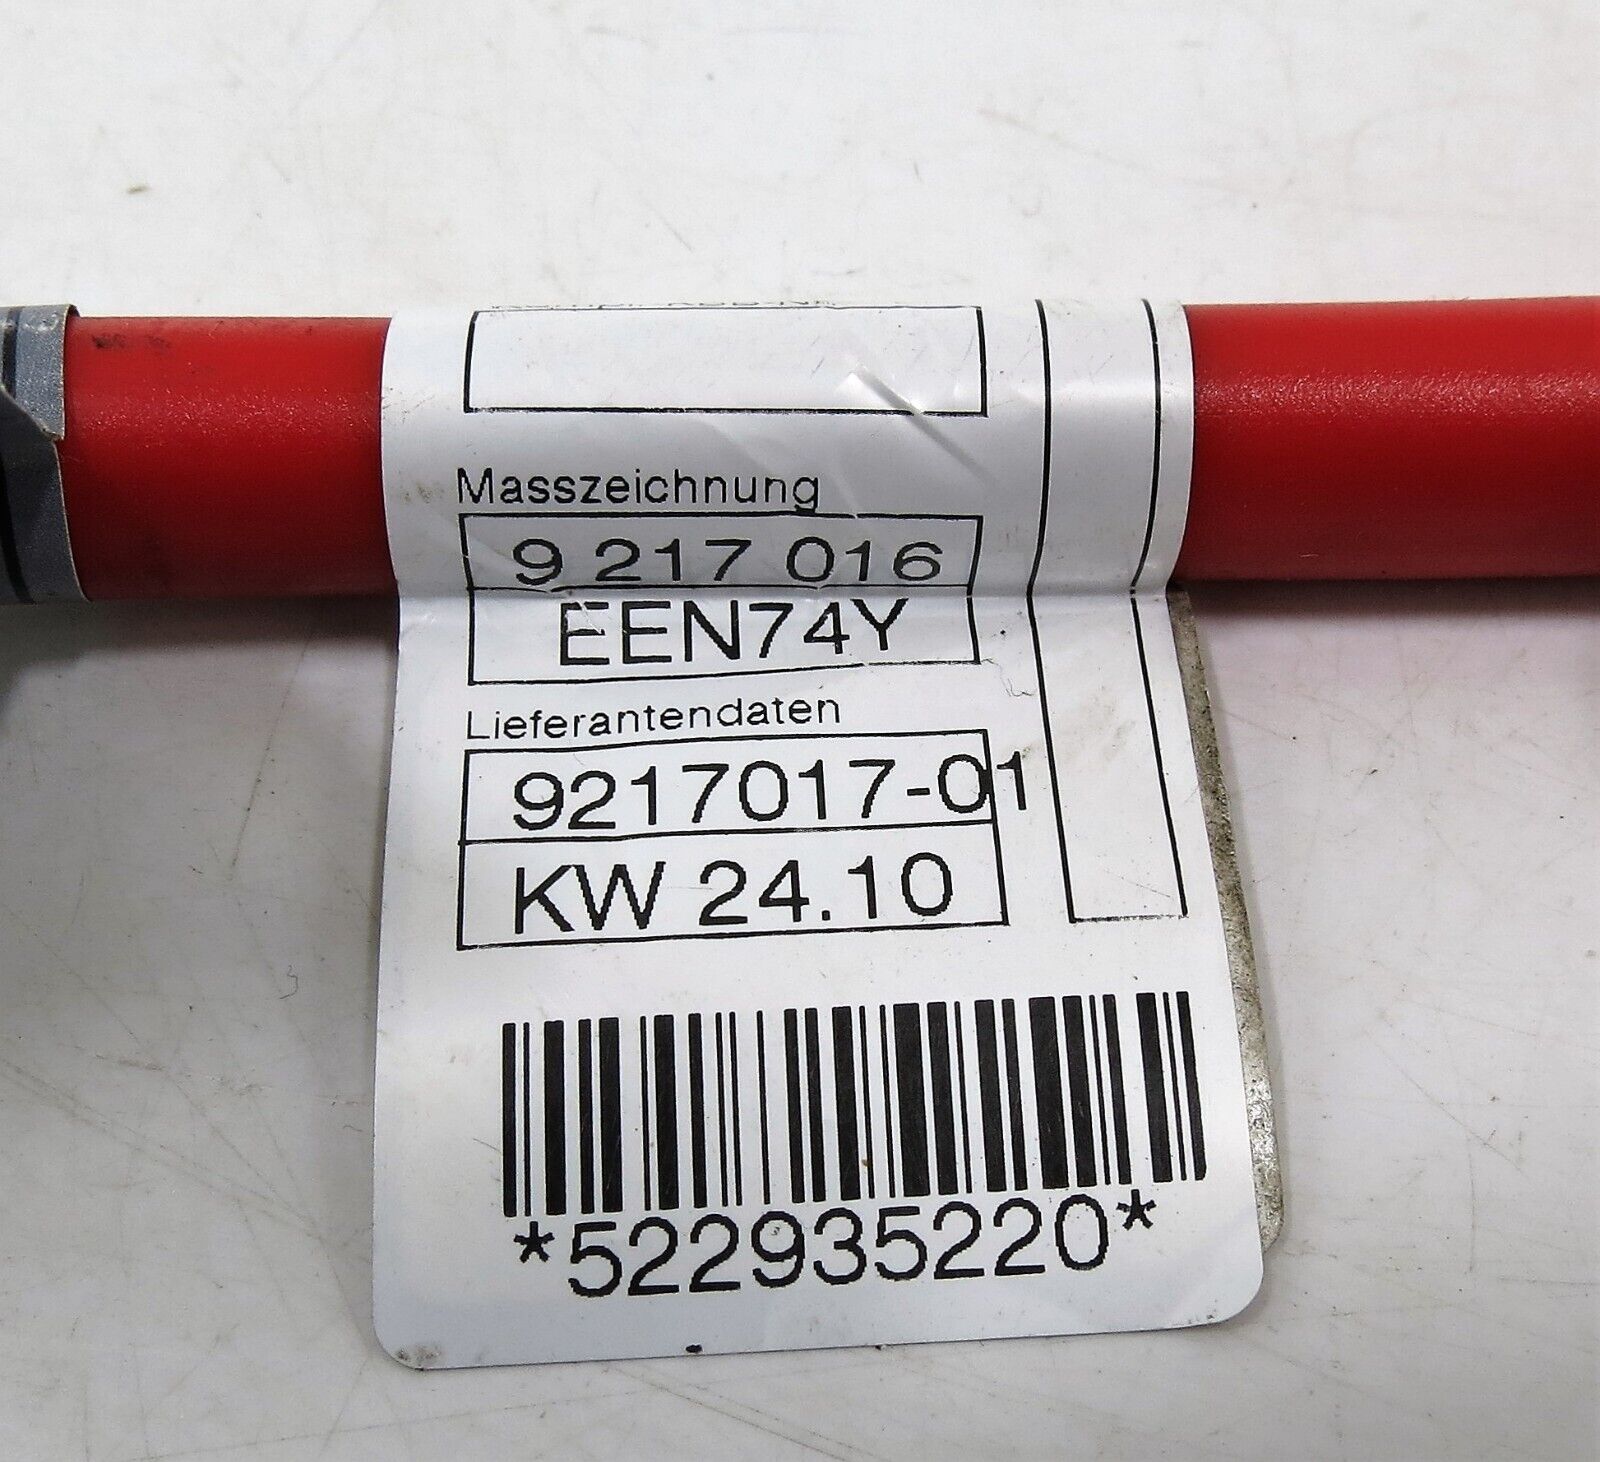 Masszeichnung
9 217 016
EEN74Y
Lieferantendaten
9217017-01
KW 24.10
*522935220*